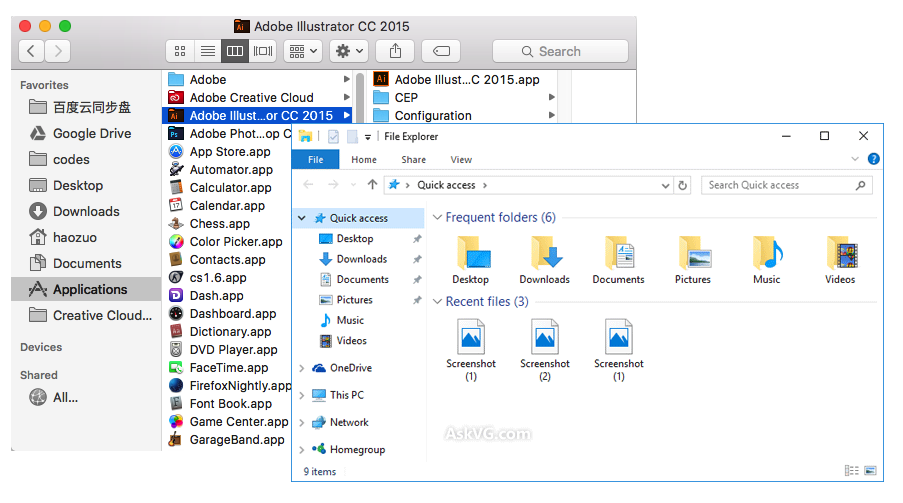 Adobe Illustrator CC 2015
Search
Favorites
百度云同步盘
Google Drive
codes
Desktop
Downloads
haozuo
Documents
Applications
Creative Cloud...
Devices
Shared
All...
Adobe
Adobe Creative Cloud
Adobe Illust...or CC 2015
Adobe Phot...op C
App Store.app
Automator.app
Calculator.app
Calendar.app
Chess.app
Color Picker.app
Contacts.app
cs1.6.app
Dash.app
Dashboard.app
Dictionary.app
DVD Player.app
FaceTime.app
FirefoxNightly.app
Font Book.app
Game Center.app
GarageBand.app
Adobe Illust...C 2015.app
CEP
Configuration
File Explorer
File Home Share View
Quick access
Search Quick access
Quick access
Desktop
Downloads
Documents
Pictures
Music
Videos
OneDrive
This PC
Network
Homegroup
Frequent folders (6)
Desktop Downloads Documents Pictures Music Videos
Recent files (3)
Screenshot Screenshot Screenshot
(1) (2) (1)
AskVG.com
9 items